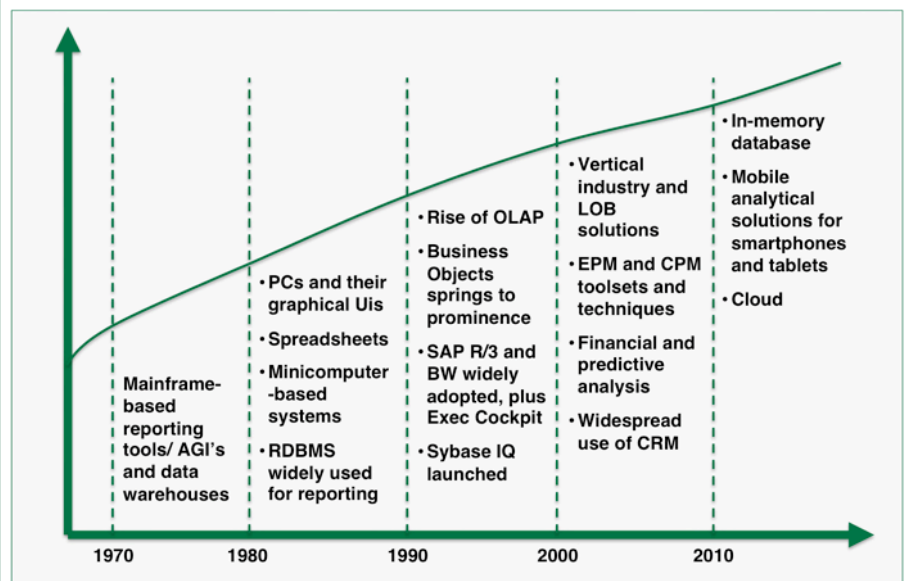 Mainframe-
based
reporting
tools/ AGI's
and data
warehouses
• PCs and their
graphical Uis
• Spreadsheets
• Minicomputer
-based
systems
• RDBMS
widely used
for reporting
• Rise of OLAP
• Business
Objects
springs to
prominence
• SAP R/3 and
BW widely
adopted, plus
Exec Cockpit
• Sybase IQ
launched
• Vertical
industry and
LOB
solutions
• EPM and CPM
toolsets and
techniques
• Financial and
predictive
analysis
• Widespread
use of CRM
• In-memory
database
• Mobile
analytical
solutions for
smartphones
and tablets
• Cloud
1970 1980 1990 2000 2010